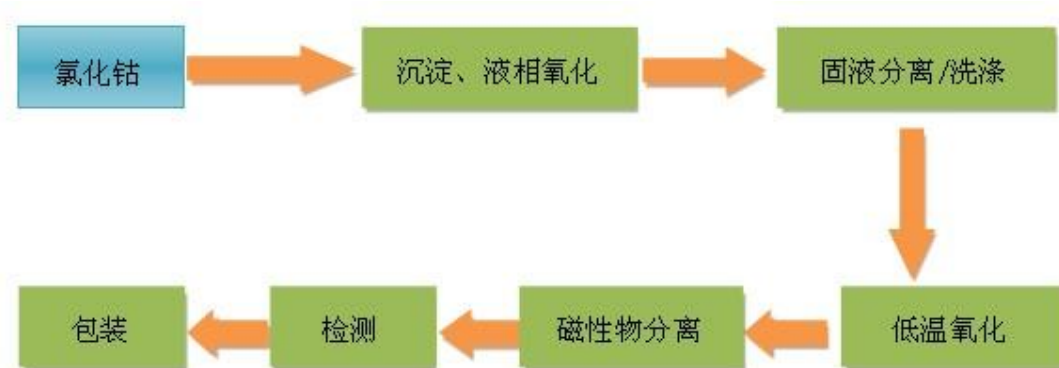 氯化钴
沉淀、液相氧化
固液分离/洗涤
低温氧化
磁性物分离
检测
包装